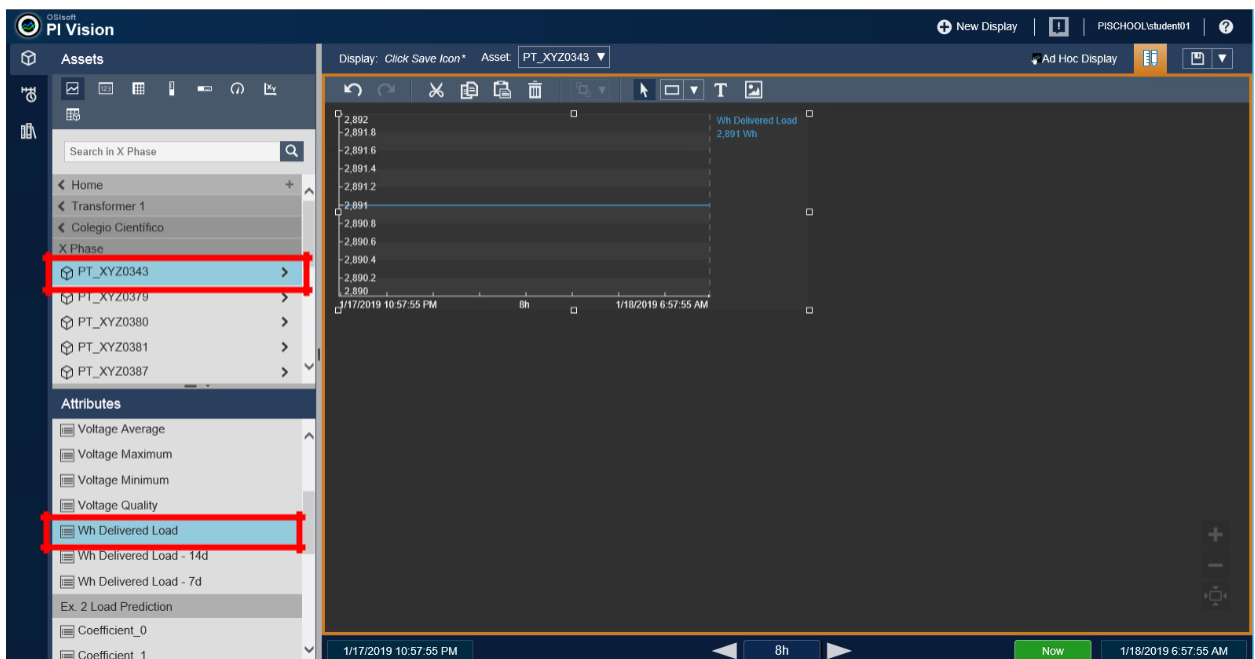 OSIsoft
PI Vision
New Display
PISCHOOL\student01
?
Assets
Display: Click Save Icon* Asset: PT_XYZ0343
Ad Hoc Display
123
XY
T
Search in X Phase
Home +
Transformer 1
Colegio Científico
X Phase
PT_XYZ0343
PT_XYZ0379
PT_XYZ0380
PT_XYZ0381
PT_XYZ0387
2,892
2,891.8
2,891.6
2,891.4
2,891.2
2,891
2,890.8
2,890.6
2,890.4
2,890.2
2,890
1/17/2019 10:57:55 PM 8h 1/18/2019 6:57:55 AM
Wh Delivered Load
2,891 Wh
Attributes
Voltage Average
Voltage Maximum
Voltage Minimum
Voltage Quality
Wh Delivered Load
Wh Delivered Load - 14d
Wh Delivered Load - 7d
Ex. 2 Load Prediction
Coefficient_0
Coefficient_1
1/17/2019 10:57:55 PM 8h Now 1/18/2019 6:57:55 AM